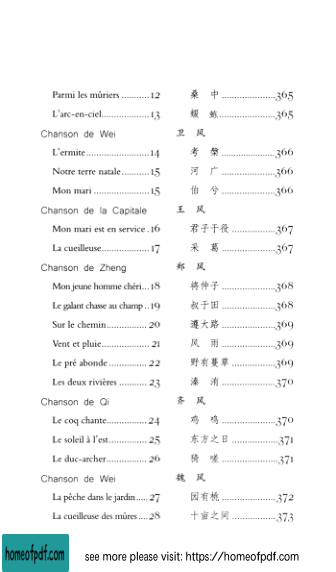 Parmi les mûriers ...........12 桑 中 ......................365
L'arc-en-ciel...................13 蝃 蝀......................365
Chanson de Wei 卫 风
L'ermite.........................14 考 槃 .....................366
Notre terre natale...........15 河 广 .....................366
Mon mari ......................15 伯 兮 .....................366
Chanson de la Capitale 王 风
Mon mari est en service .16 君子于役 .................367
La cueilleuse...................17 采 葛 .....................367
Chanson de Zheng 郑 风
Mon jeune homme chéri...18 将仲子 .....................368
Le galant chasse au champ ..19 叔于田 .....................368
Sur le chemin................20 遵大路 .....................369
Vent et pluie...................21 风 雨 .....................369
Le pré abonde ...............22 野有蔓草 .................369
Les deux rivières ...........23 溱 洧 .....................370
Chanson de Qi 齐 风
Le coq chante................24 鸡 鸣 .....................370
Le soleil à l'est...............25 东方之日 .................371
Le duc-archer................26 猗 嗟 .....................371
Chanson de Wei 魏 风
La pêche dans le jardin.....27 园有桃 .....................372
La cueilleuse des mûres ....28 十亩之间 .................373
homeofpdf.com see more please visit: https://homeofpdf.com